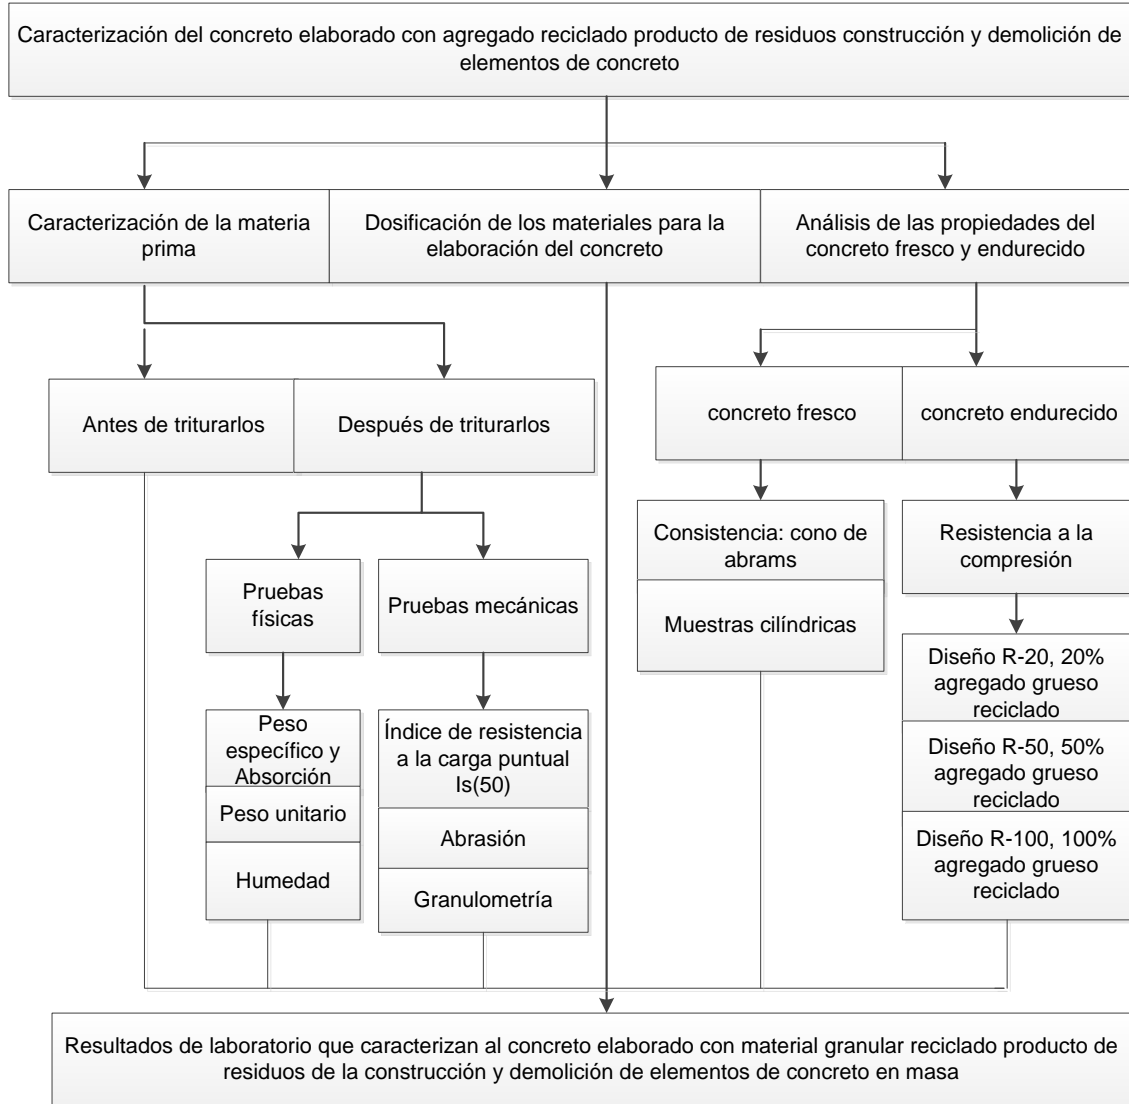 Caracterización del concreto elaborado con agregado reciclado producto de residuos construcción y demolición de
elementos de concreto
Caracterización de la materia
prima
Dosificación de los materiales para la
elaboración del concreto
Análisis de las propiedades del
concreto fresco y endurecido
Antes de triturarlos
Después de triturarlos
concreto fresco
concreto endurecido
Pruebas
físicas
Pruebas mecánicas
Consistencia: cono de
abrams
Muestras cilíndricas
Resistencia a la
compresión
Peso
específico y
Absorción
Peso unitario
Humedad
Índice de resistencia
a la carga puntual
Is(50)
Abrasión
Granulometría
Diseño R-20, 20%
agregado grueso
reciclado
Diseño R-50, 50%
agregado grueso
reciclado
Diseño R-100, 100%
agregado grueso
reciclado
Resultados de laboratorio que caracterizan al concreto elaborado con material granular reciclado producto de
residuos de la construcción y demolición de elementos de concreto en masa